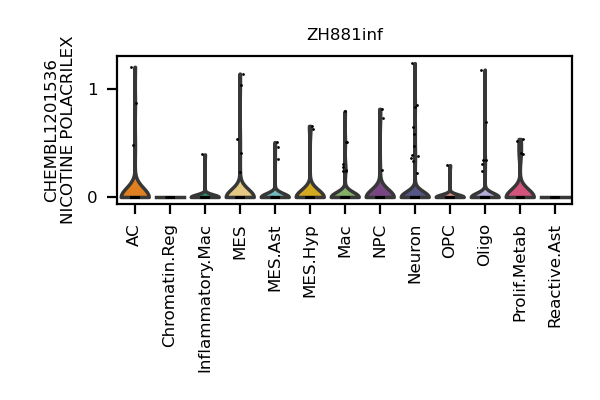 ZH881inf
CHEMBL1201536
NICOTINE POLACRILEX
1
0
AC
Chromatin.Reg
Inflammatory.Mac
MES
MES.Ast
MES.Hyp
Mac
NPC
Neuron
OPC
Oligo
Prolif.Metab
Reactive.Ast